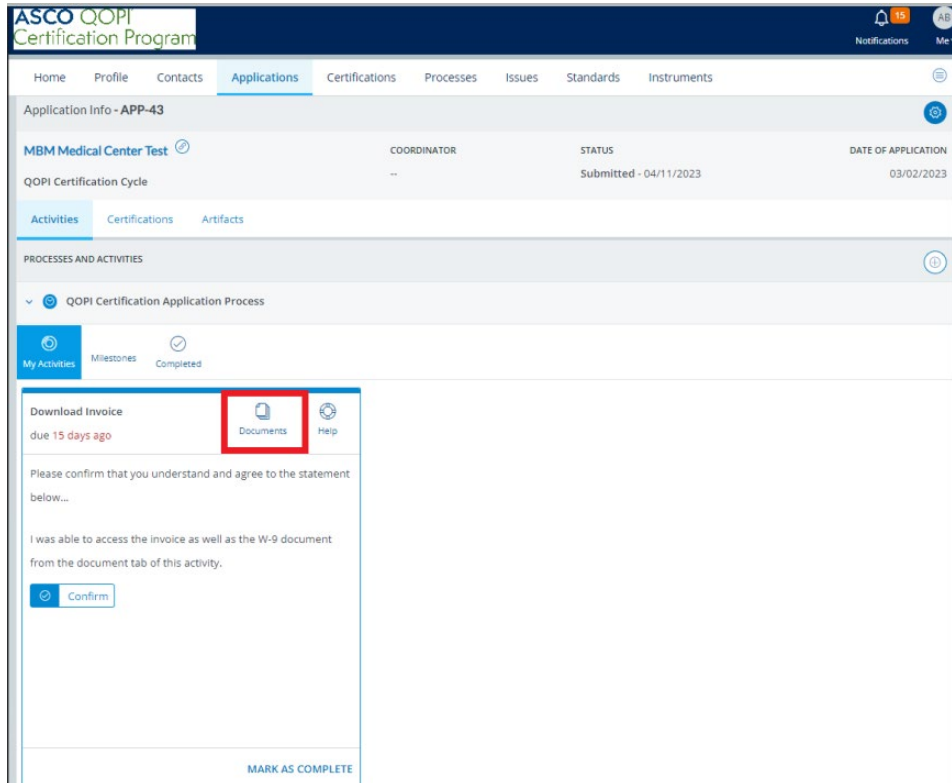 ASCO QOPI
Certification Program
15
AB
Notifications
Me
Home Profile Contacts Applications Certifications Processes Issues Standards Instruments
Application Info - APP-43
MBM Medical Center Test
COORDINATOR
STATUS
DATE OF APPLICATION
QOPI Certification Cycle
--
Submitted - 04/11/2023
03/02/2023
Activities Certifications Artifacts
PROCESSES AND ACTIVITIES
QOPI Certification Application Process
My Activities Milestones Completed
Download Invoice
due 15 days ago
Documents
Help
Please confirm that you understand and agree to the statement
below...
I was able to access the invoice as well as the W-9 document
from the document tab of this activity.
Confirm
MARK AS COMPLETE